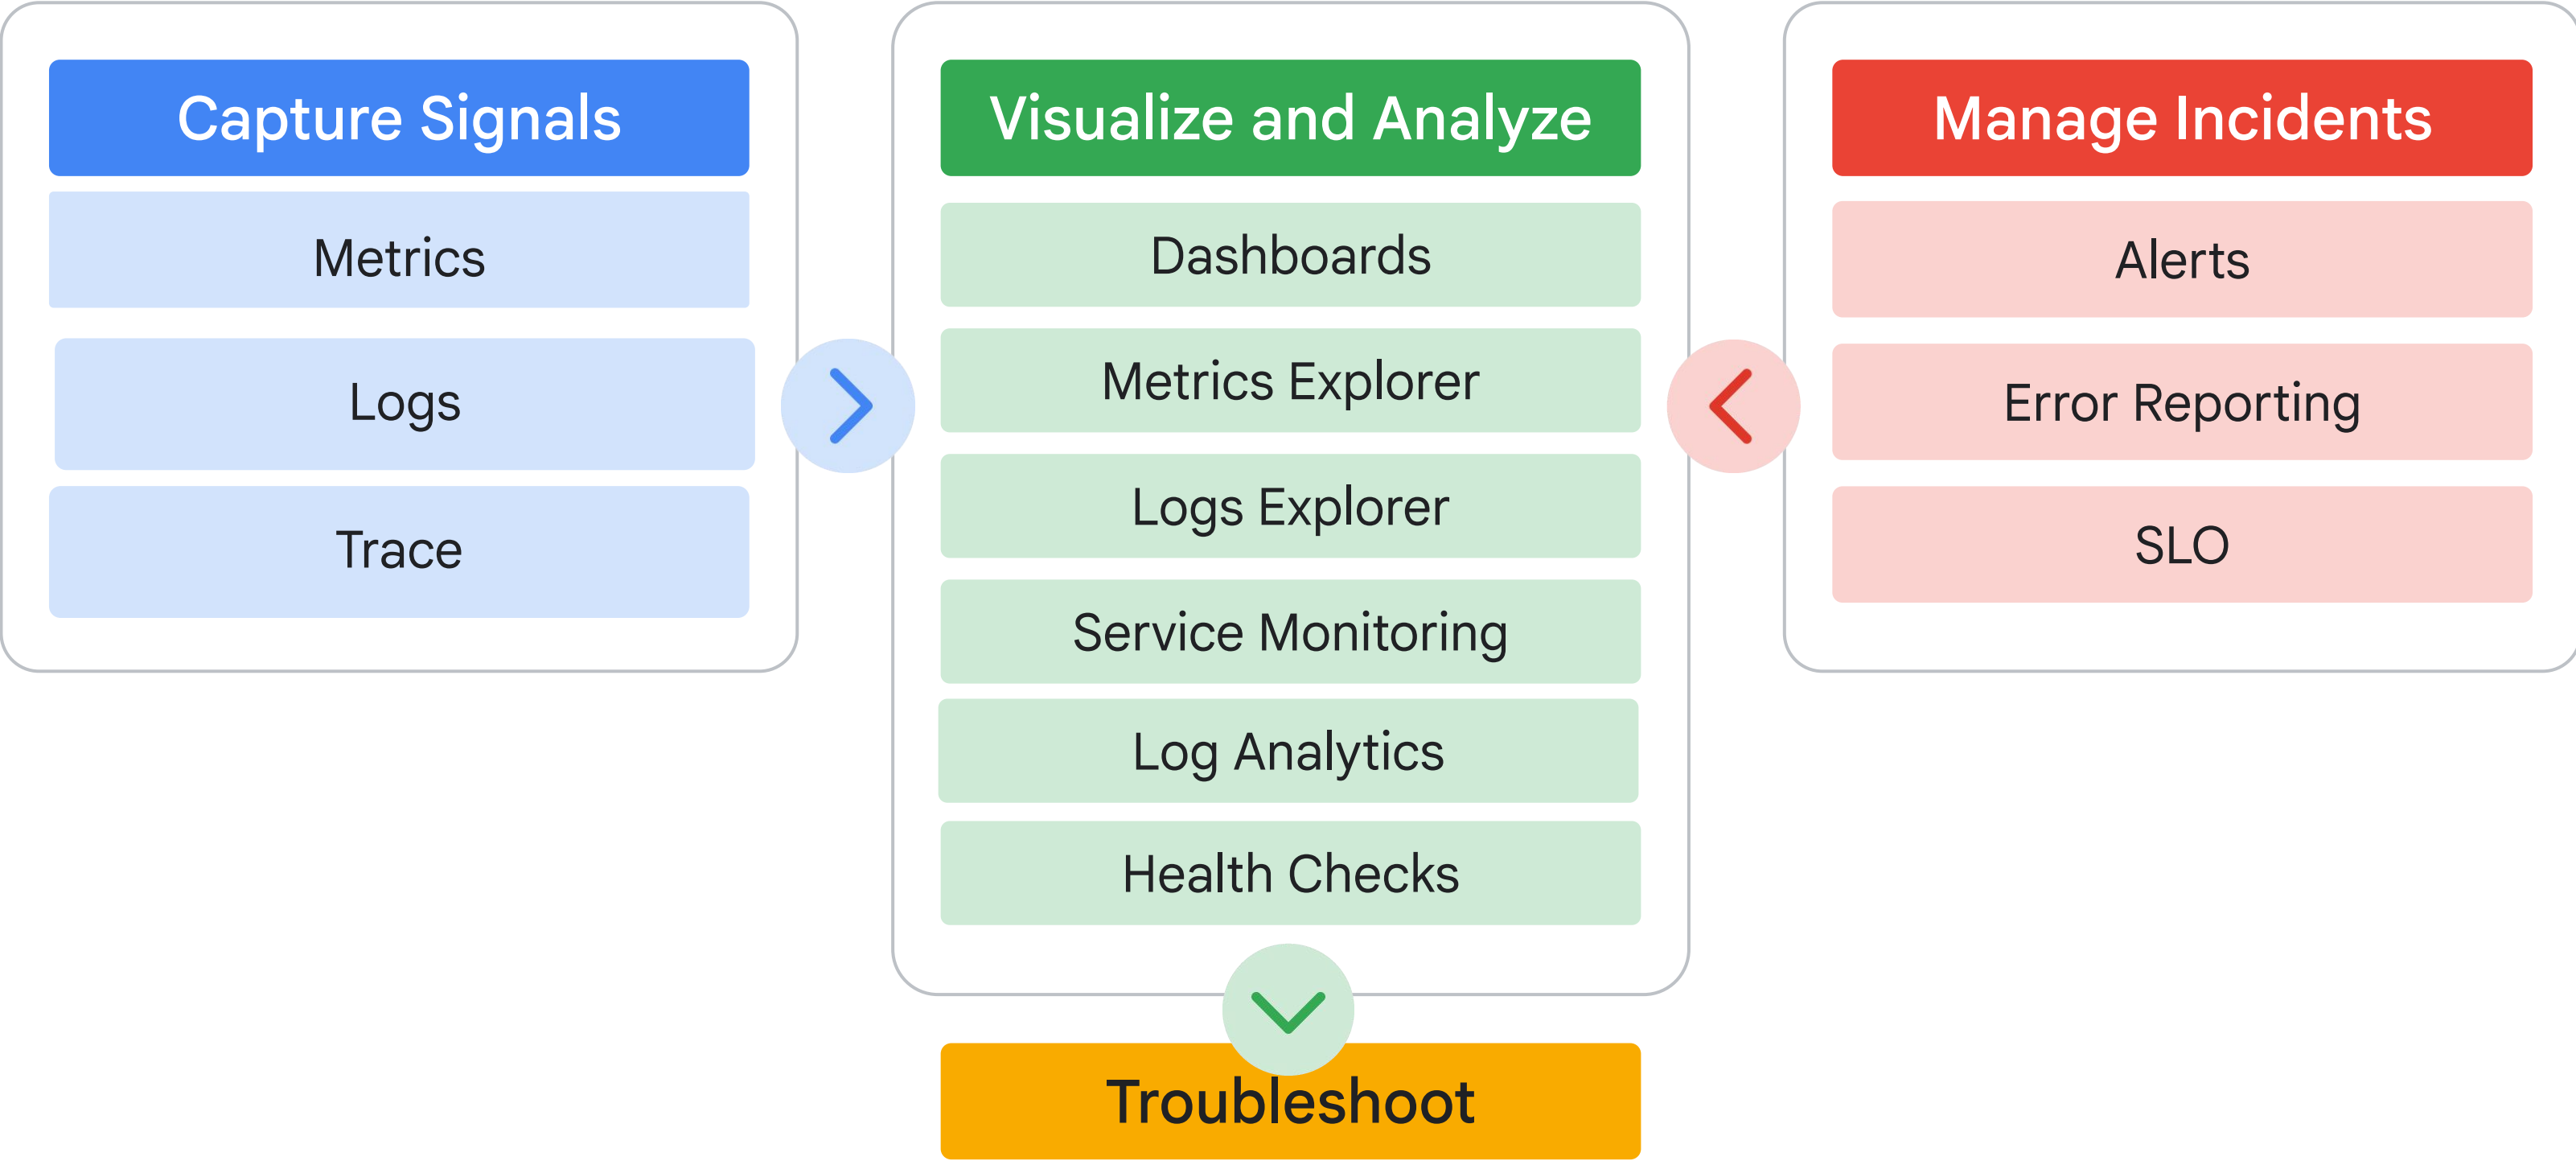 Capture Signals
Metrics
Logs
Trace
Visualize and Analyze
Dashboards
Metrics Explorer
Logs Explorer
Service Monitoring
Log Analytics
Health Checks
Manage Incidents
Alerts
Error Reporting
SLO
Troubleshoot